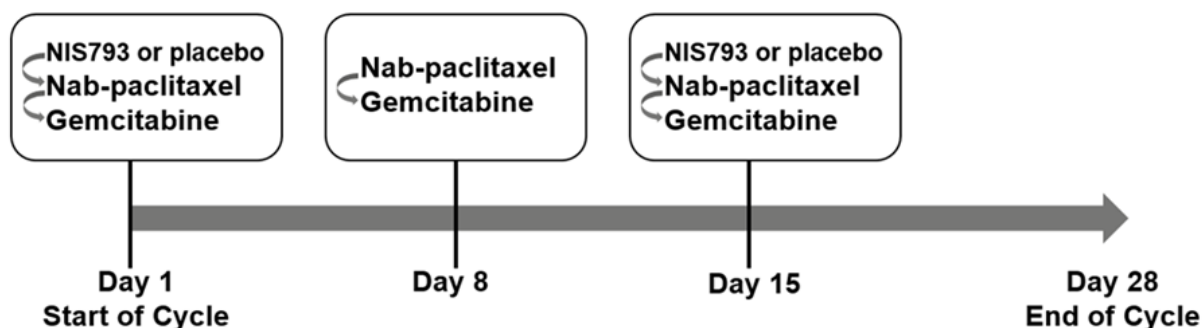 NIS793 or placebo
Nab-paclitaxel
Gemcitabine
Nab-paclitaxel
Gemcitabine
NIS793 or placebo
Nab-paclitaxel
Gemcitabine
Day 1
Start of Cycle
Day 8
Day 15
Day 28
End of Cycle